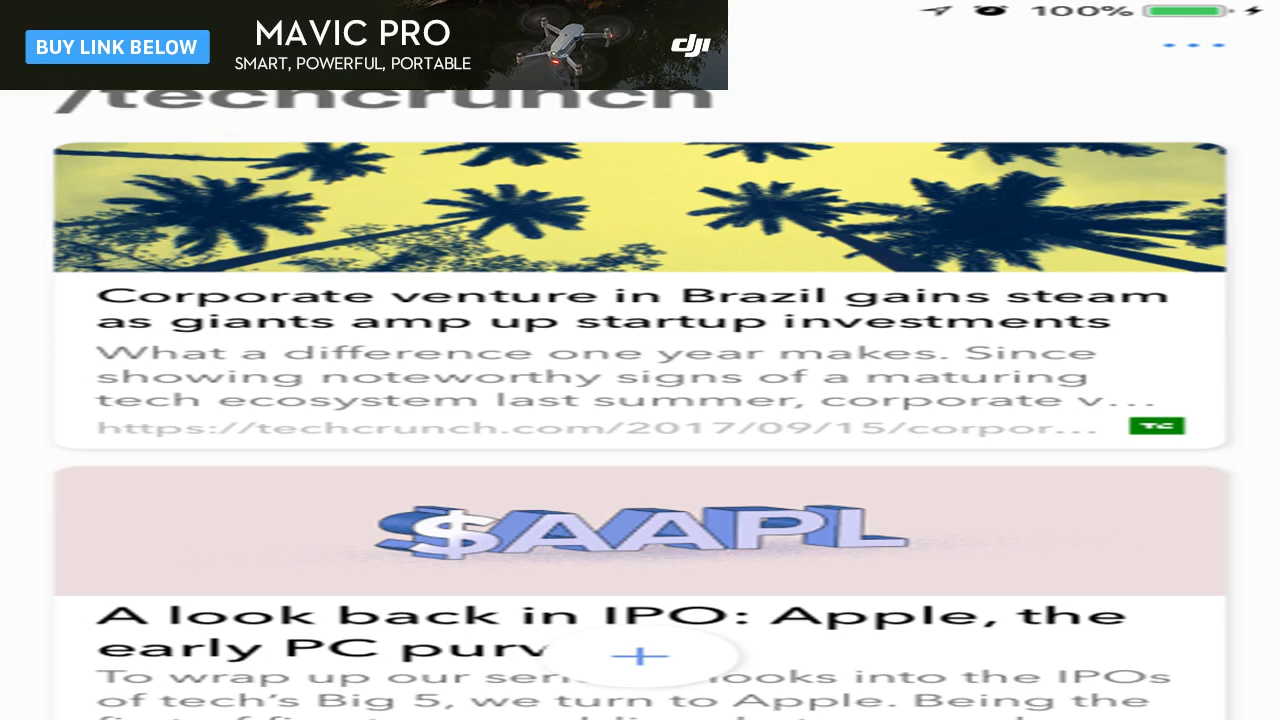 BUY LINK BELOW
MAVIC PRO
SMART, POWERFUL, PORTABLE
dji
100%
/techcrunch
Corporate venture in Brazil gains steam
as giants amp up startup investments
What a difference one year makes. Since
showing noteworthy signs of a maturing
tech ecosystem last summer, corporate v...
https://techcrunch.com/2017/09/15/corpor...
TC
$AAPL
A look back in IPO: Apple, the
early PC purv
To wrap up our seri looks into the IPOs
of tech's Big 5, we turn to Apple. Being the